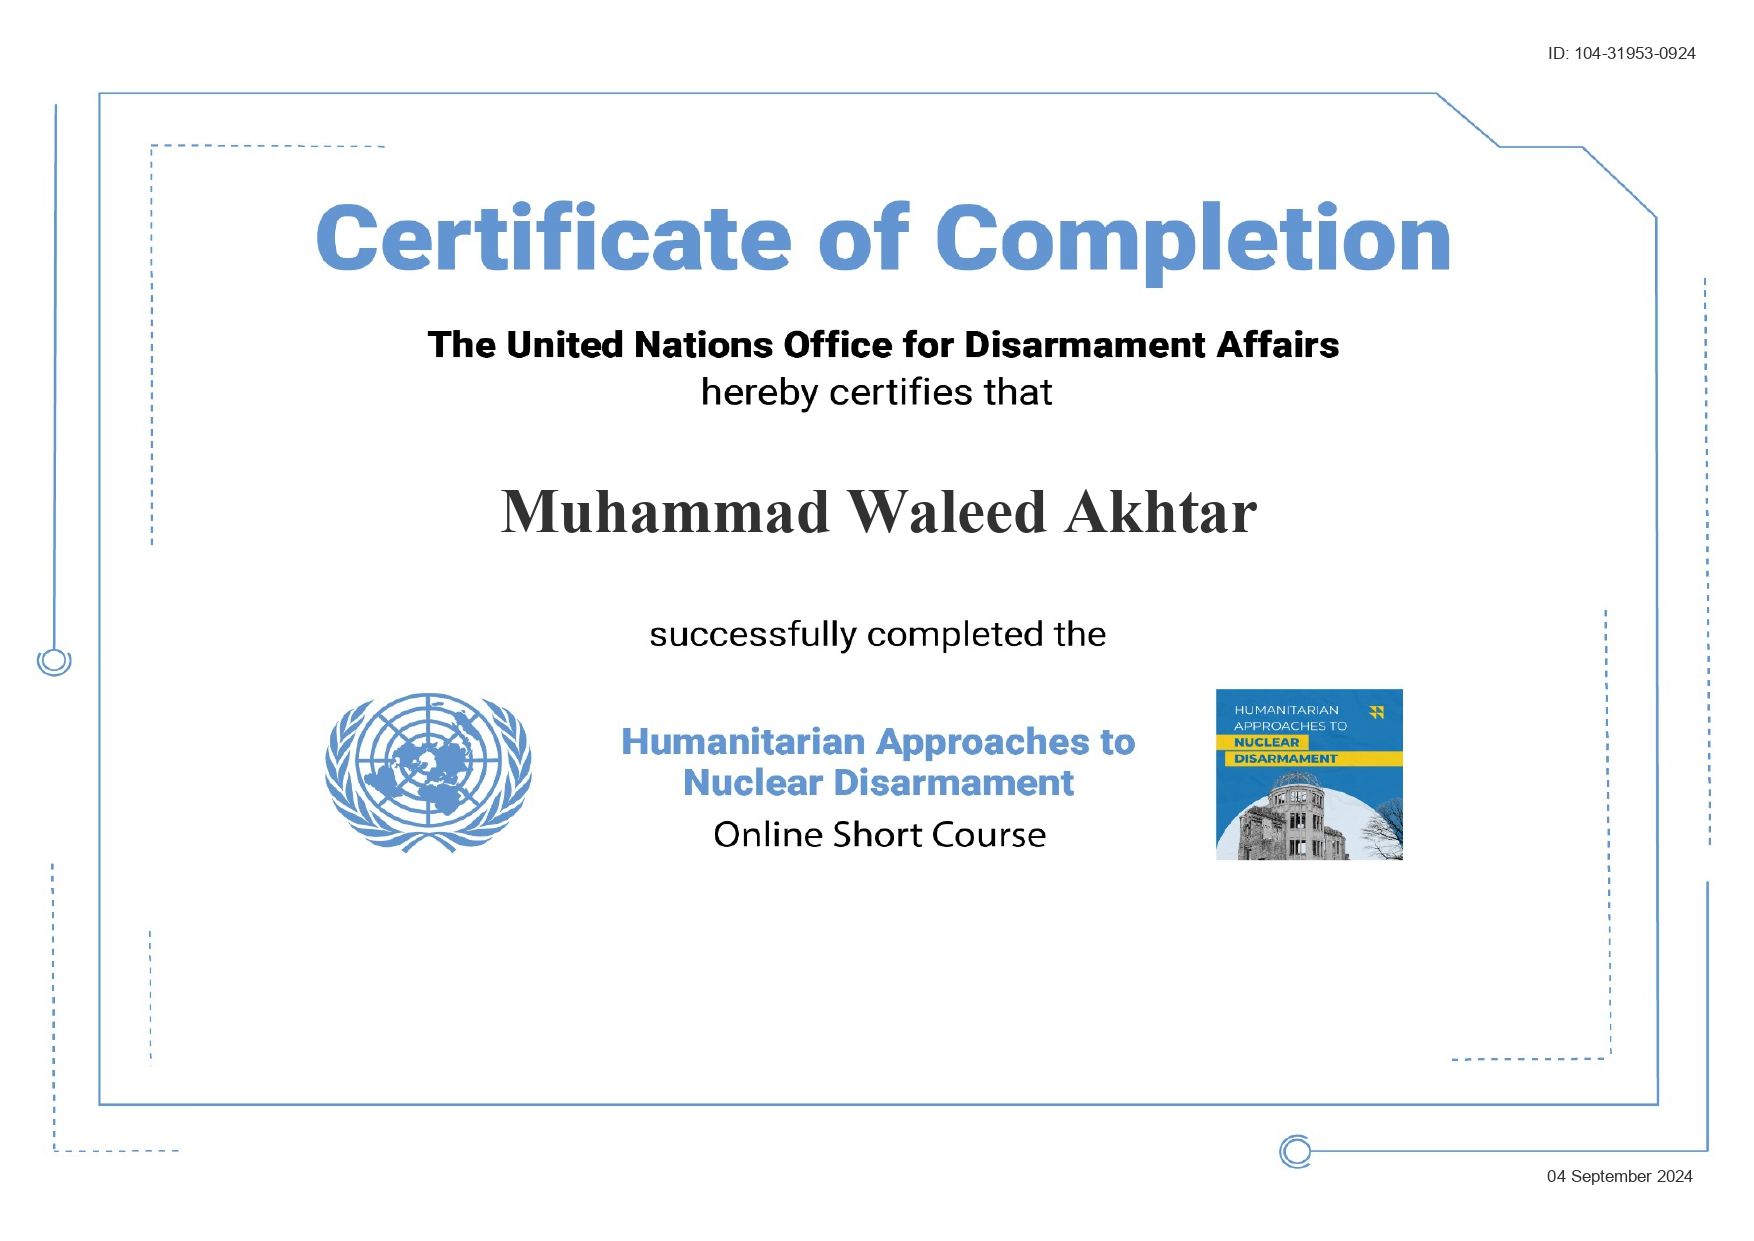 ID: 104-31953-0924
Certificate of Completion
The United Nations Office for Disarmament Affairs
hereby certifies that
Muhammad Waleed Akhtar
successfully completed the
Humanitarian Approaches to
Nuclear Disarmament
Online Short Course
HUMANITARIAN
APPROACHES TO
NUCLEAR
DISARMAMENT
04 September 2024